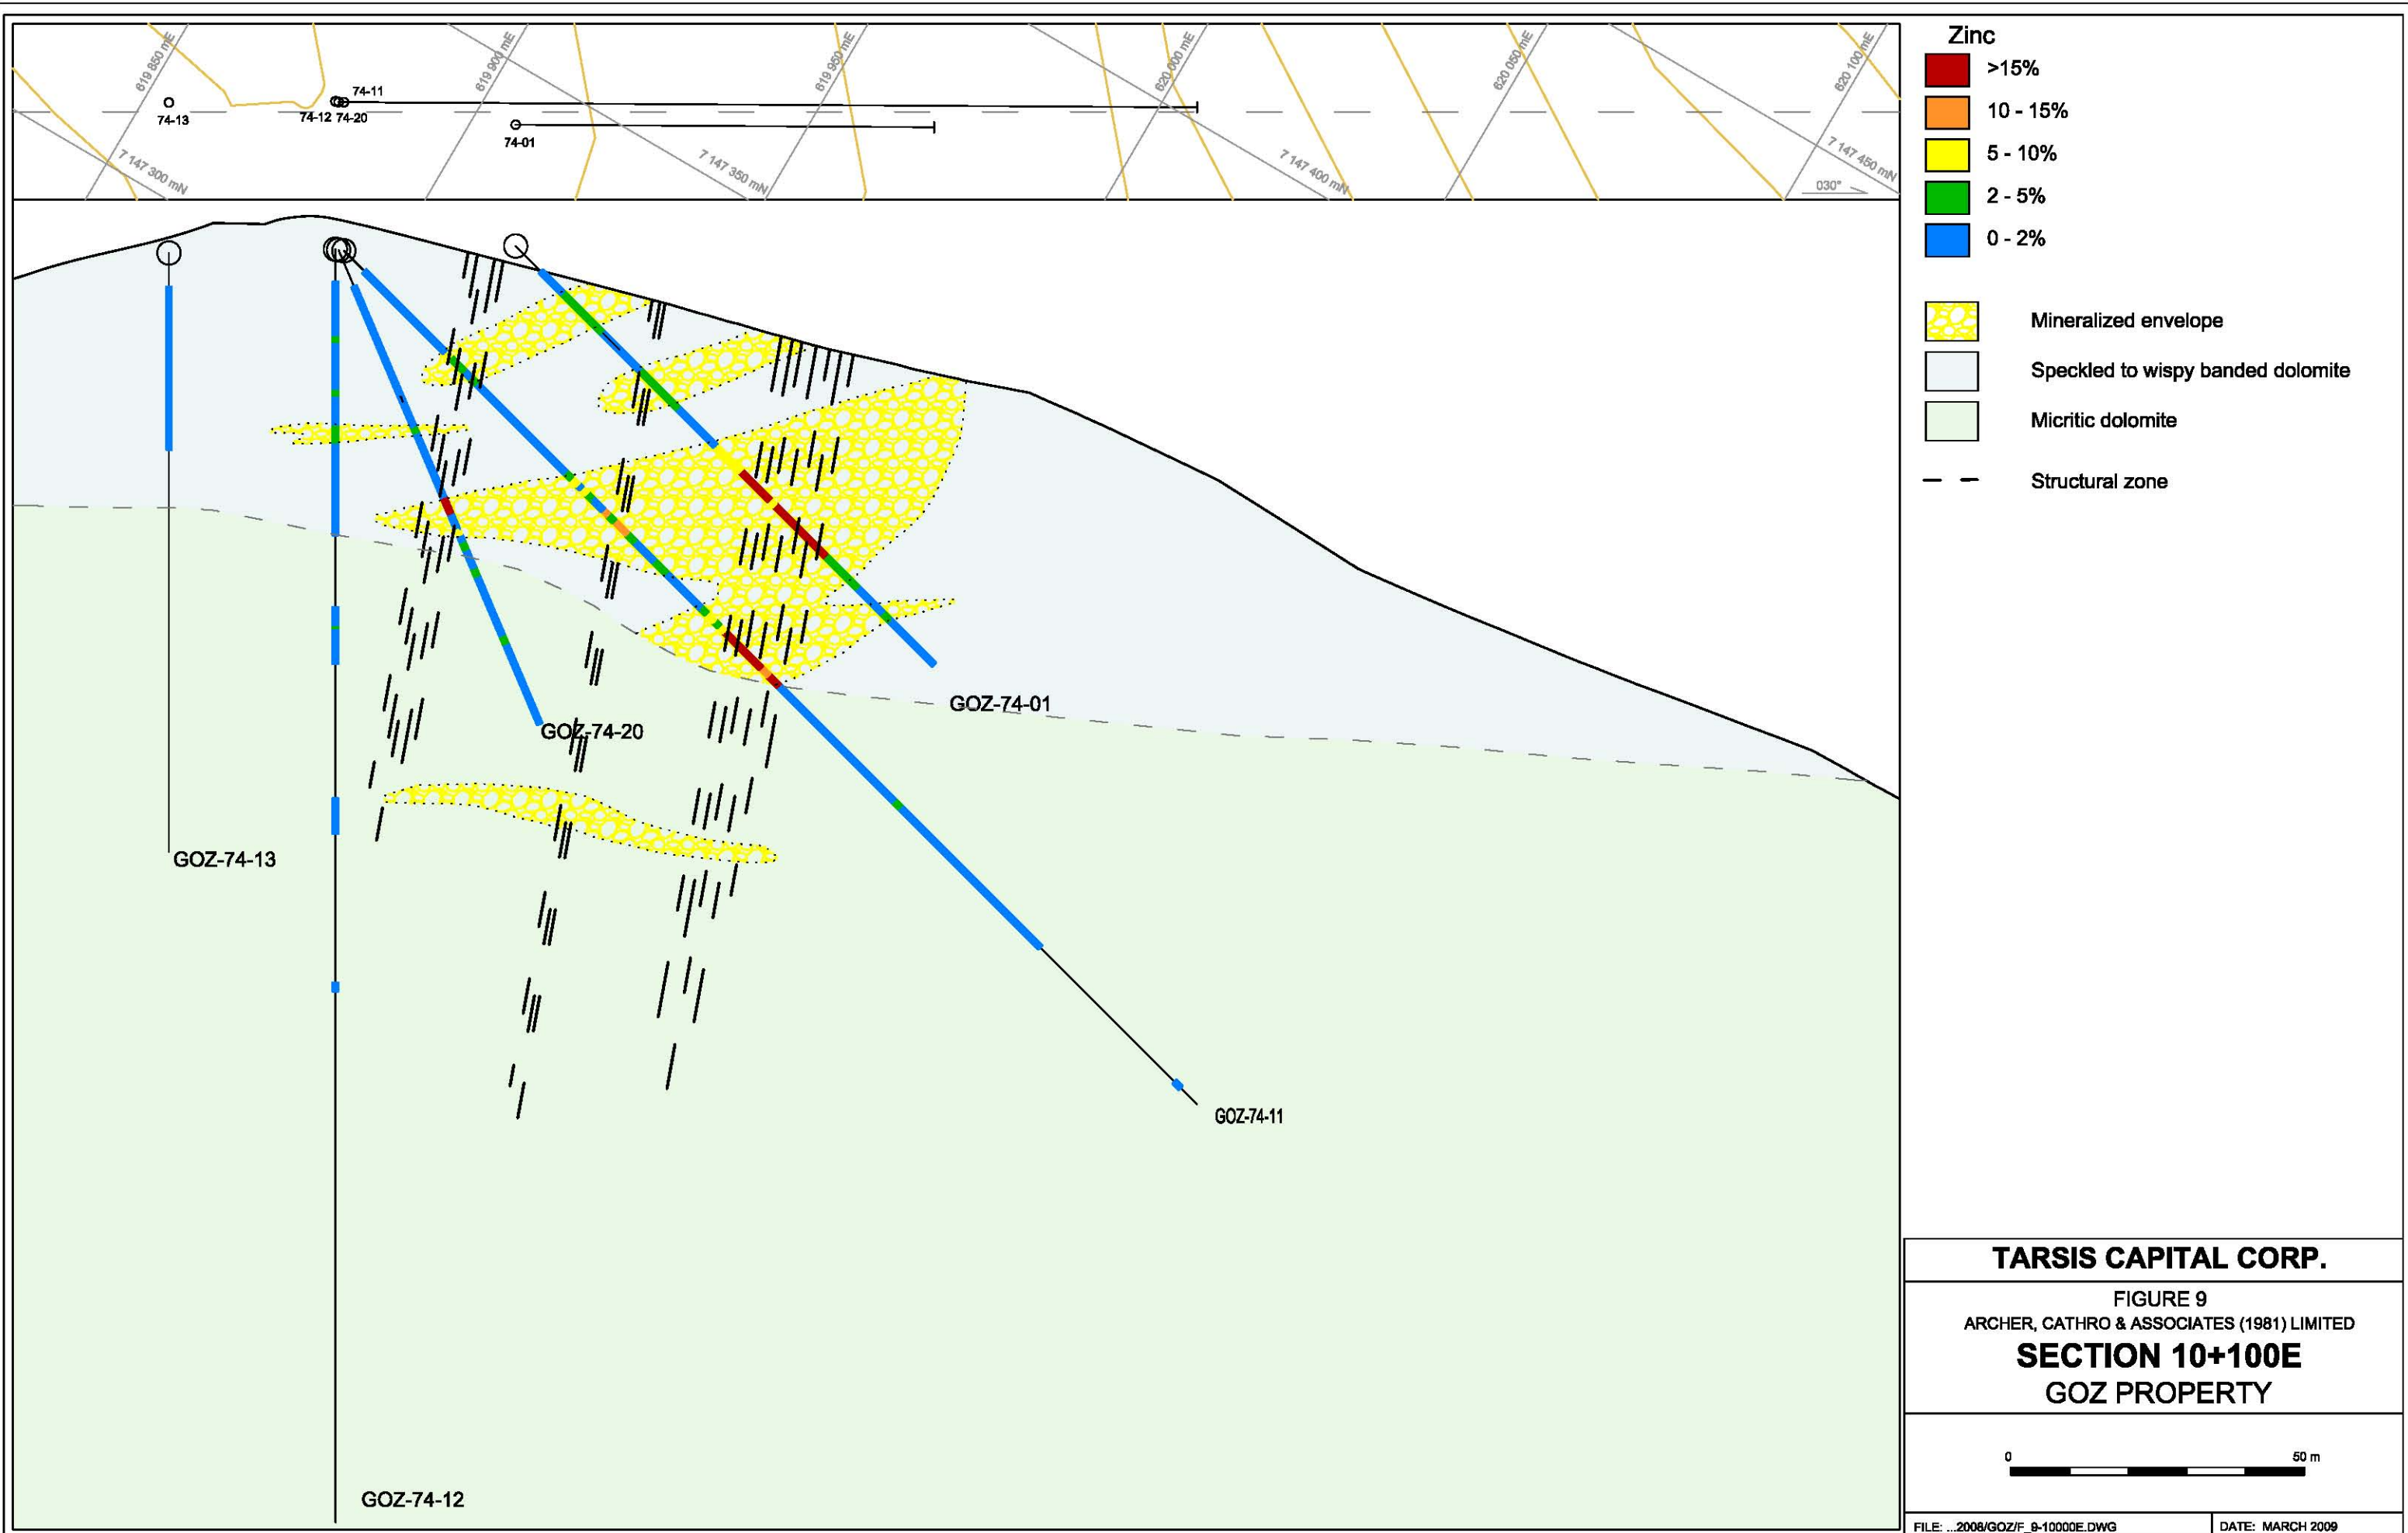 619 850 mE
619 900 mE
619 950 mE
620 000 mE
620 050 mE
620 100 mE
74-11
74-13
74-12 74-20
74-01
7 147 300 mN
7 147 350 mN
7 147 400 mN
7 147 450 mN
030°
GOZ-74-01
GOZ-74-20
GOZ-74-13
GOZ-74-11
GOZ-74-12
Zinc
>15%
10 - 15%
5 - 10%
2 - 5%
0 - 2%
Mineralized envelope
Speckled to wispy banded dolomite
Micritic dolomite
Structural zone
TARSIS CAPITAL CORP.
FIGURE 9
ARCHER, CATHRO & ASSOCIATES (1981) LIMITED
SECTION 10+100E
GOZ PROPERTY
0 50 m
FILE: ...2008/GOZ/F_9-10000E.DWG
DATE: MARCH 2009